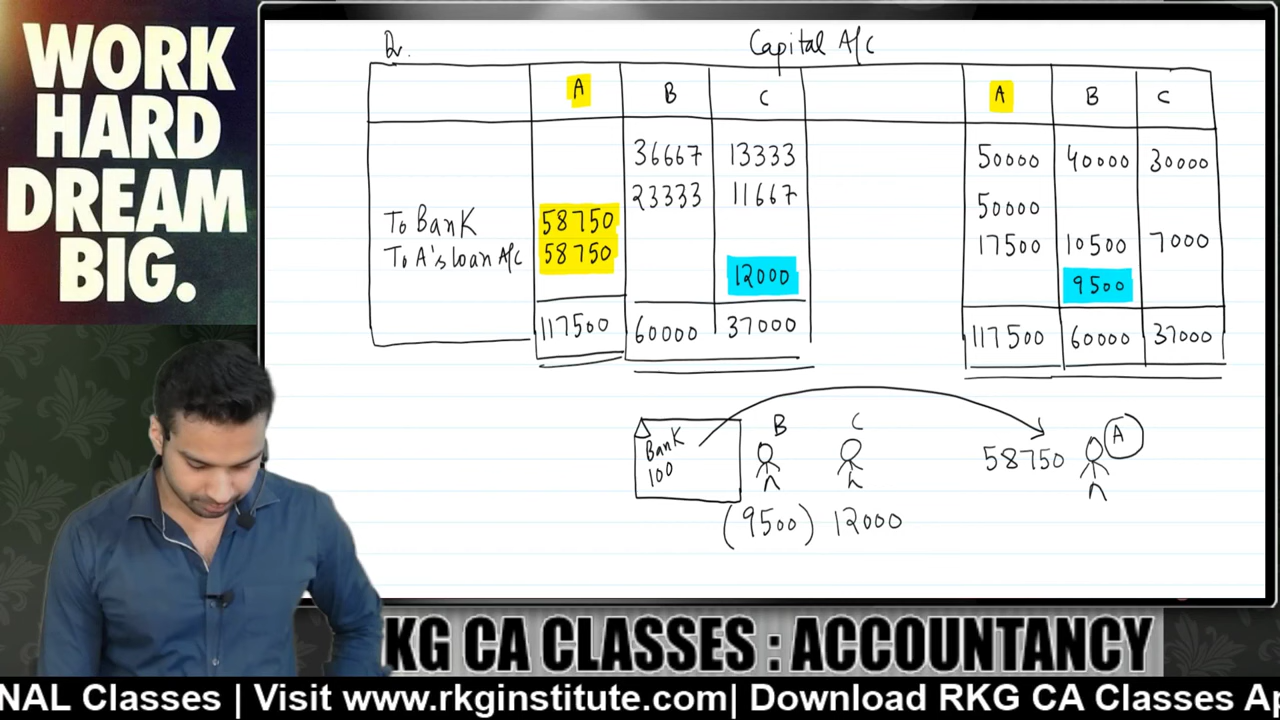 WORK
HARD
DREAM
BIG.
Dr. Capital A/c
A B C A B C
36667 13333 50000 40000 30000
23333 11667 50000
To Bank 58750 17500 10500 7000
To A's loan A/c 58750
12000 9500
117500 60000 37000 117500 60000 37000
B C A
Bank
100
58750
(9500) 12000
KG CA CLASSES : ACCOUNTANCY
NAL Classes | Visit www.rkginstitute.com| Download RKG CA Classes Ap